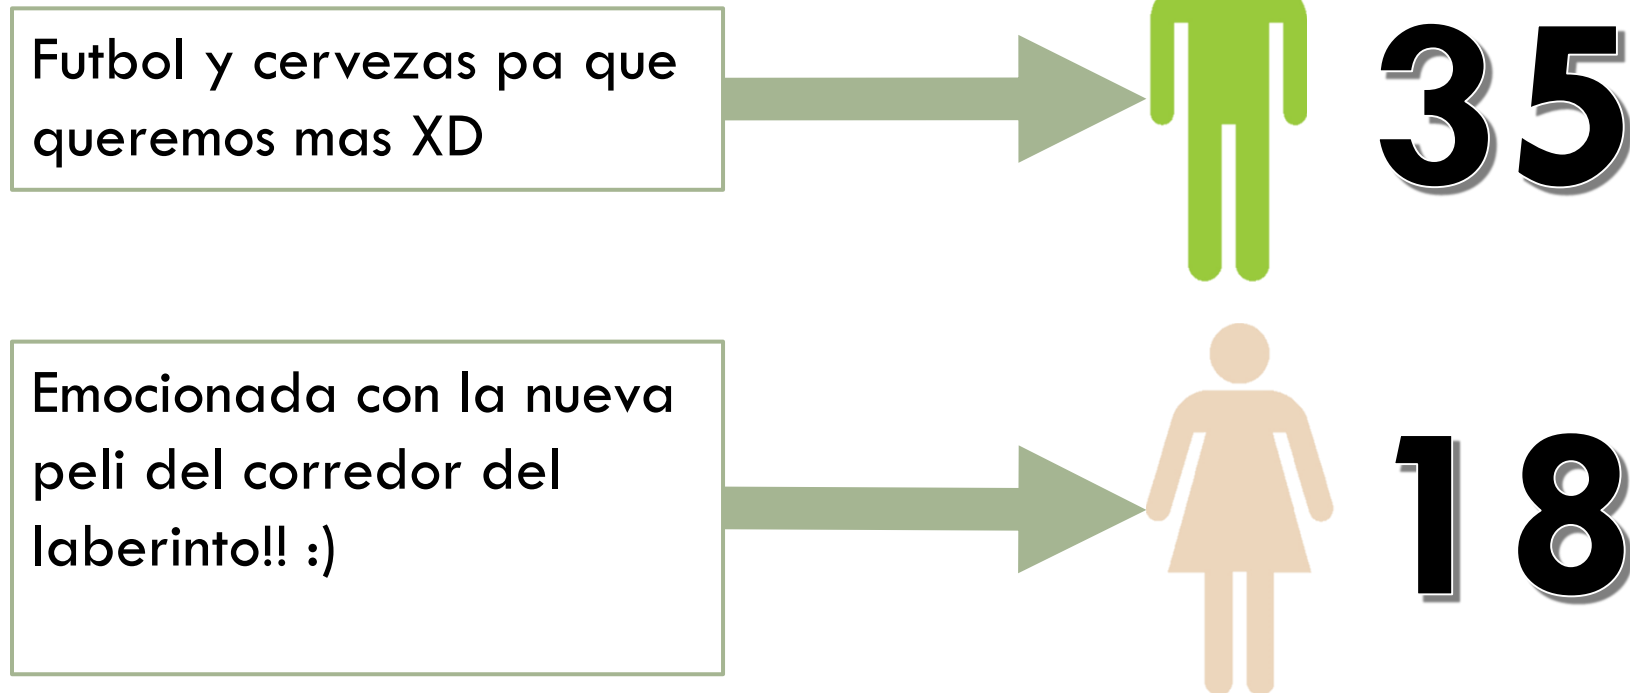 Futbol y cervezas pa que
queremos mas XD
35
Emocionada con la nueva
peli del corredor del
laberinto!! :)
18